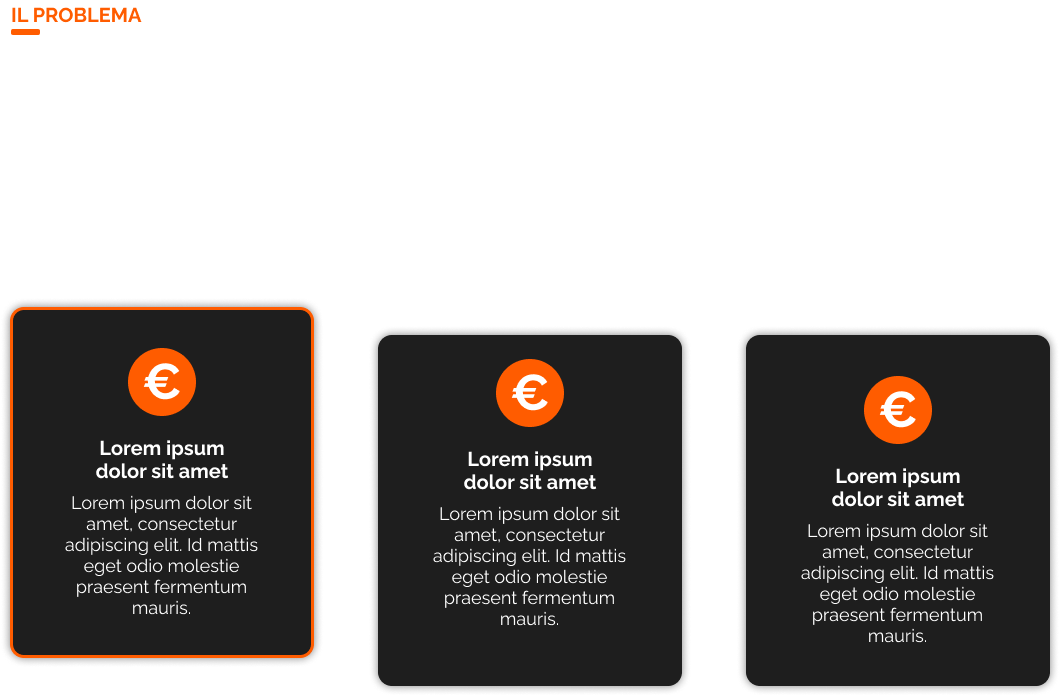 IL PROBLEMA
€
Lorem ipsum
dolor sit amet
Lorem ipsum dolor sit
amet, consectetur
adipiscing elit. Id mattis
eget odio molestie
praesent fermentum
mauris.
€
Lorem ipsum
dolor sit amet
Lorem ipsum dolor sit
amet, consectetur
adipiscing elit. Id mattis
eget odio molestie
praesent fermentum
mauris.
€
Lorem ipsum
dolor sit amet
Lorem ipsum dolor sit
amet, consectetur
adipiscing elit. Id mattis
eget odio molestie
praesent fermentum
mauris.